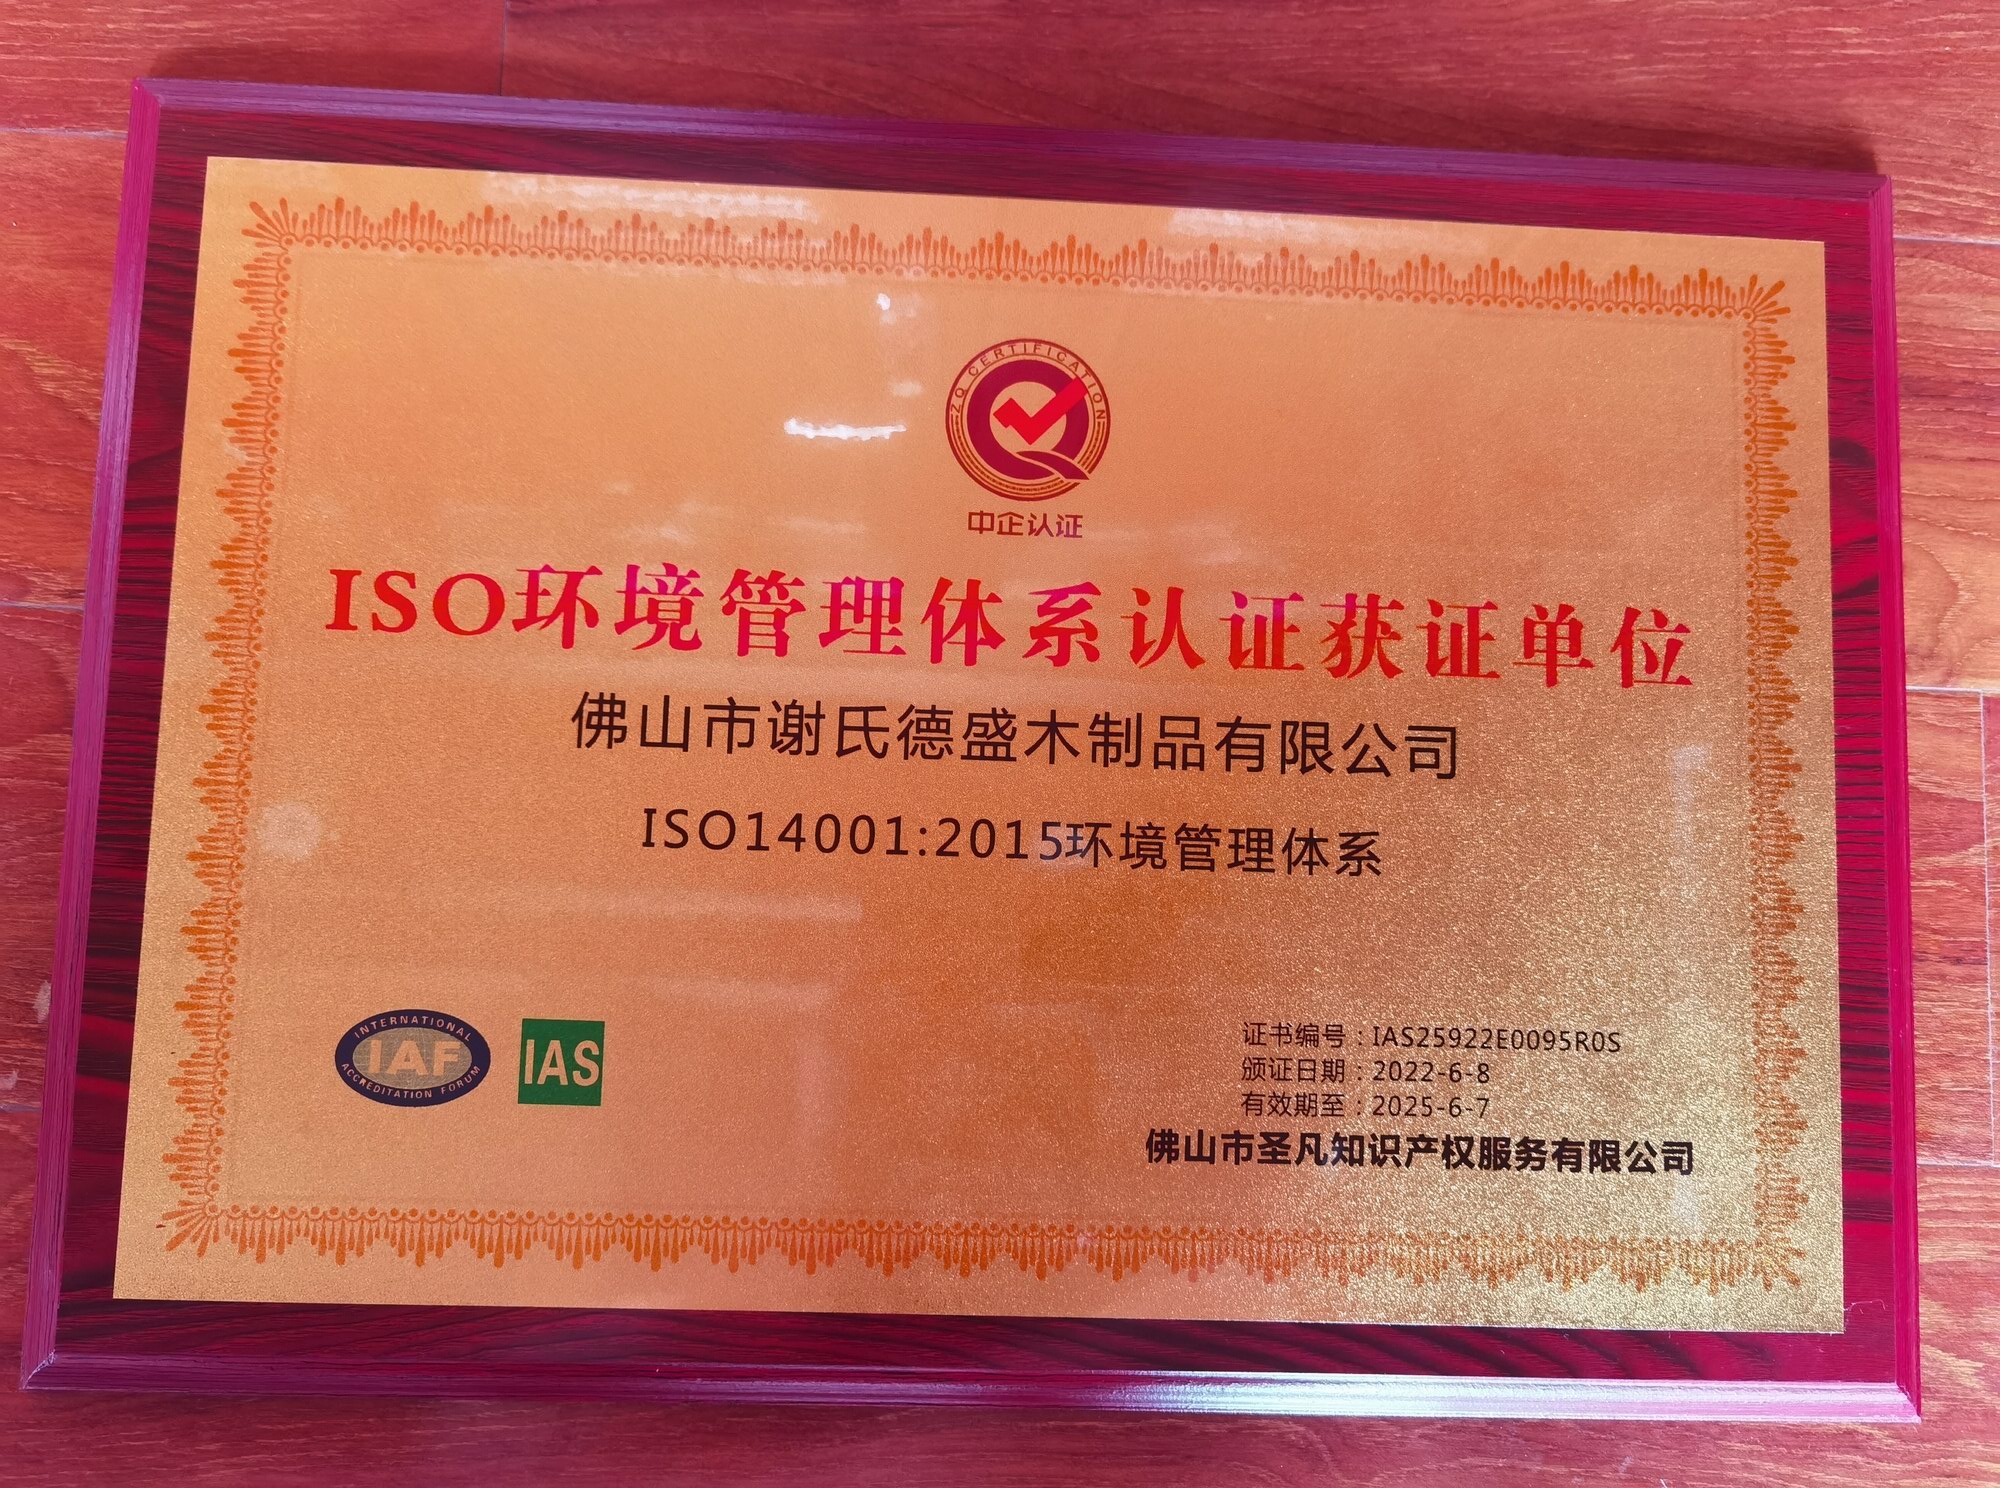 ZQ CERTIFICATION
中企认证
ISO环境管理体系认证获证单位
佛山市谢氏德盛木制品有限公司
ISO14001:2015环境管理体系
INTERNATIONAL
IAF
ACCREDITATION FORUM
IAS
证书编号：IAS25922E0095R0S
颁证日期：2022-6-8
有效期至：2025-6-7
佛山市圣凡知识产权服务有限公司